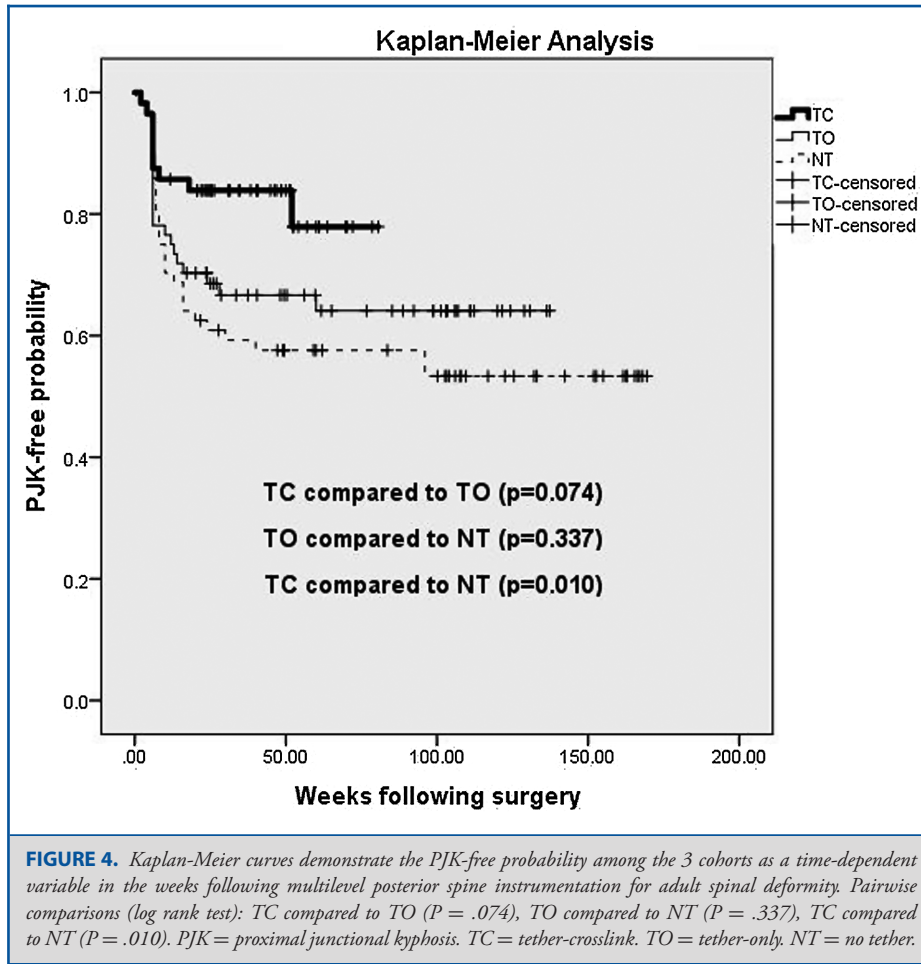 Kaplan-Meier Analysis
1.0
0.8
0.6
0.4
0.2
0.0
PJK-free probability
TC
TO
NT
TC-censored
TO-censored
NT-censored
TC compared to TO (p=0.074)
TO compared to NT (p=0.337)
TC compared to NT (p=0.010)
.00 50.00 100.00 150.00 200.00
Weeks following surgery
FIGURE 4. Kaplan-Meier curves demonstrate the PJK-free probability among the 3 cohorts as a time-dependent
variable in the weeks following multilevel posterior spine instrumentation for adult spinal deformity. Pairwise
comparisons (log rank test): TC compared to TO (P = .074), TO compared to NT (P = .337), TC compared
to NT (P = .010). PJK = proximal junctional kyphosis. TC = tether-crosslink. TO = tether-only. NT = no tether.